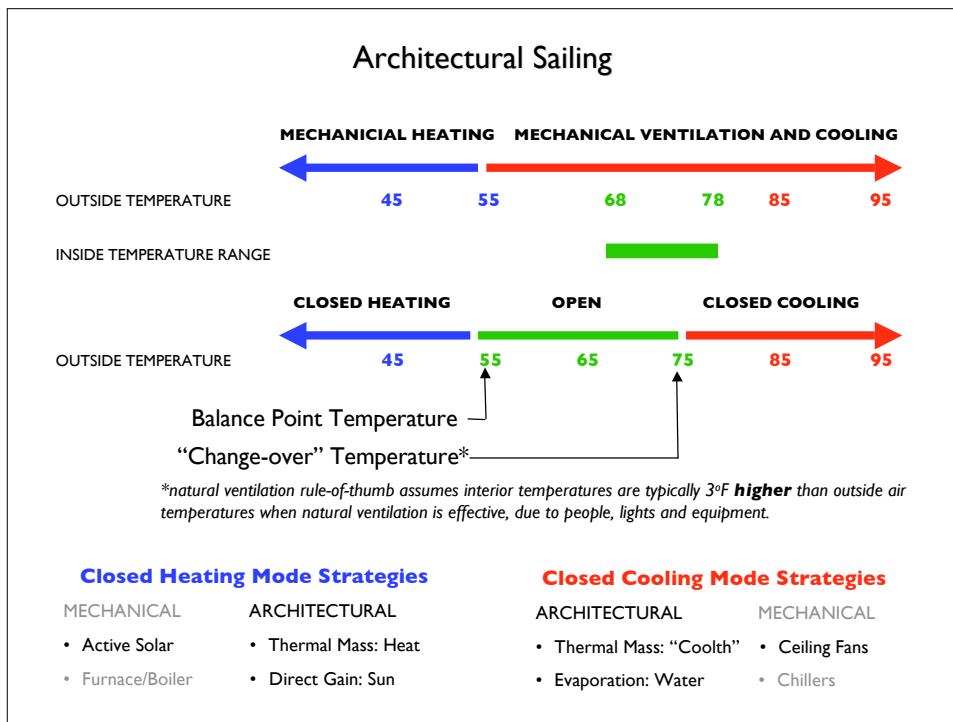 Architectural Sailing
MECHANICIAL HEATING MECHANICAL VENTILATION AND COOLING
OUTSIDE TEMPERATURE 45 55 68 78 85 95
INSIDE TEMPERATURE RANGE
CLOSED HEATING OPEN CLOSED COOLING
OUTSIDE TEMPERATURE 45 55 65 75 85 95
Balance Point Temperature
“Change-over” Temperature*
*natural ventilation rule-of-thumb assumes interior temperatures are typically 3ºF higher than outside air
temperatures when natural ventilation is effective, due to people, lights and equipment.
Closed Heating Mode Strategies
MECHANICAL ARCHITECTURAL
• Active Solar • Thermal Mass: Heat
• Furnace/Boiler • Direct Gain: Sun
Closed Cooling Mode Strategies
ARCHITECTURAL MECHANICAL
• Thermal Mass: “Coolth” • Ceiling Fans
• Evaporation: Water • Chillers